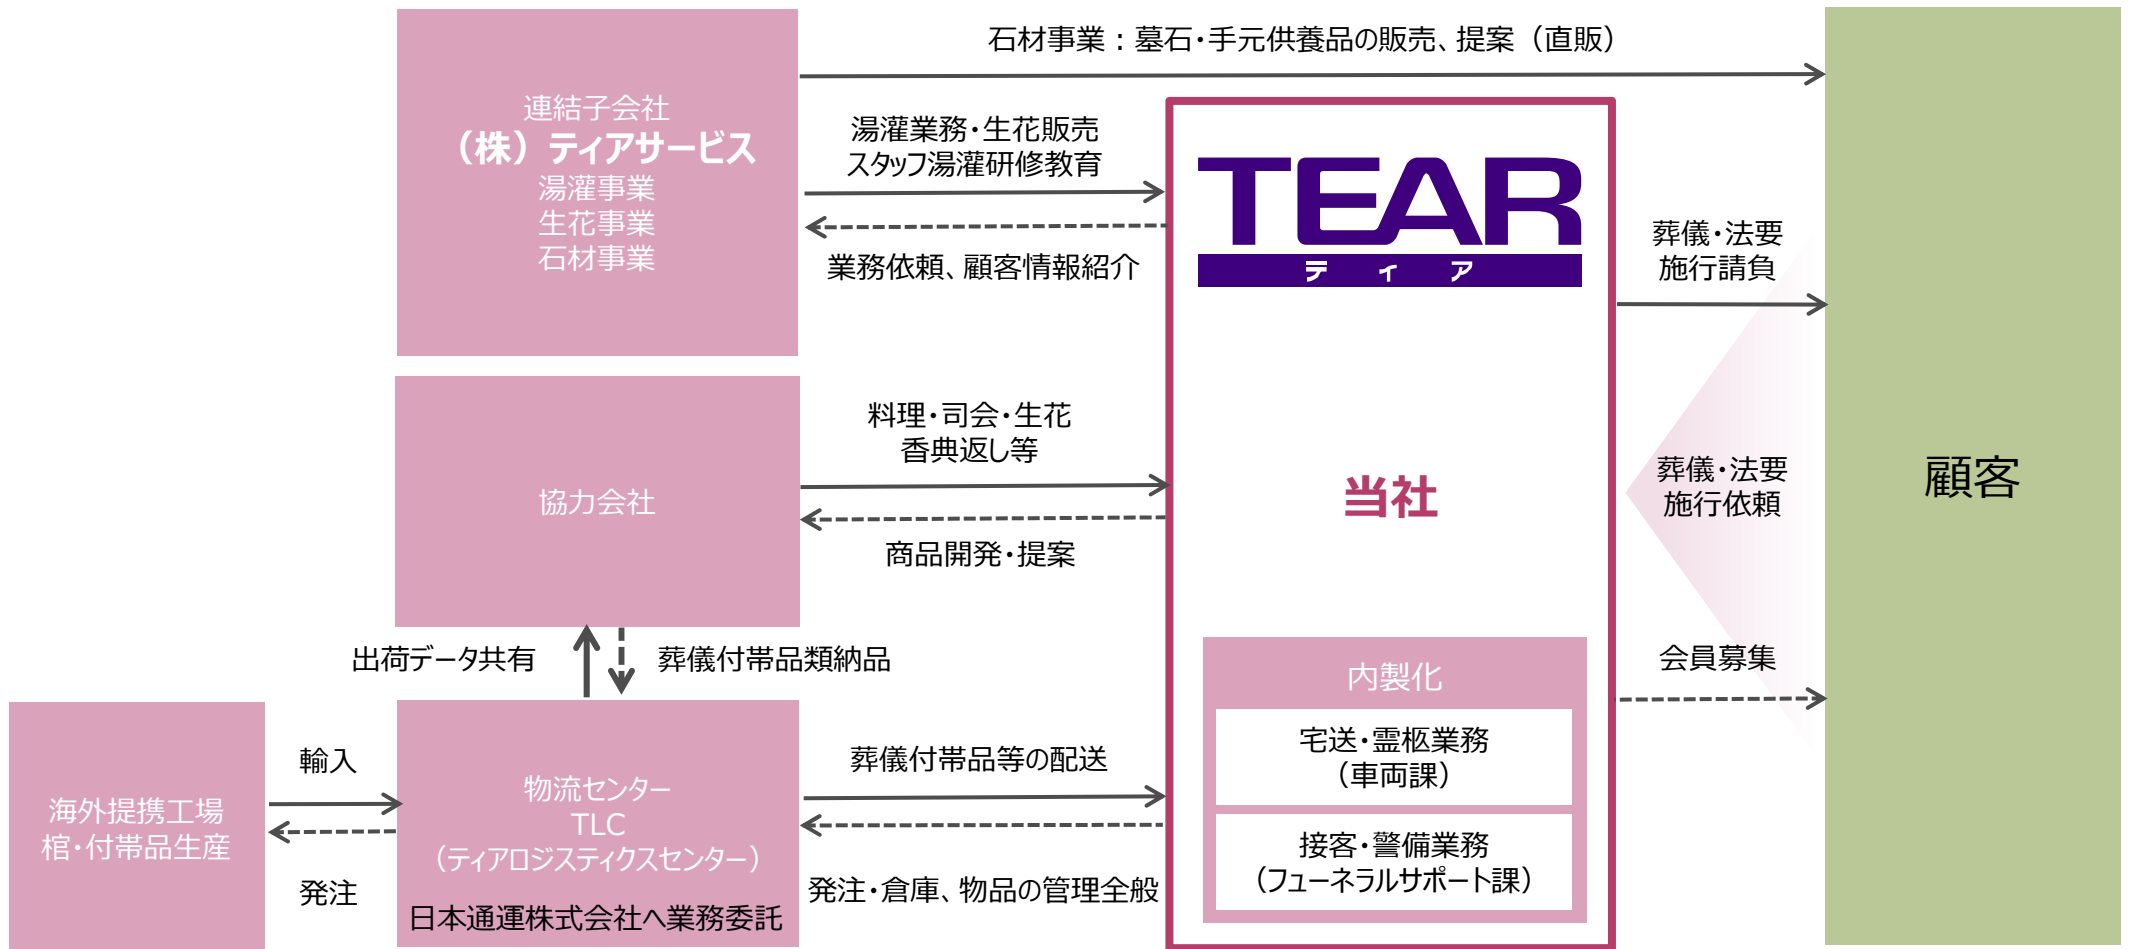 石材事業：墓石・手元供養品の販売、提案（直販）
連結子会社
（株）ティアサービス
湯灌事業
生花事業
石材事業
湯灌業務・生花販売
スタッフ湯灌研修教育
業務依頼、顧客情報紹介
TEAR
ティア
葬儀・法要
施行請負
協力会社
料理・司会・生花
香典返し等
商品開発・提案
当社
葬儀・法要
施行依頼
顧客
出荷データ共有
葬儀付帯品類納品
会員募集
内製化
宅送・霊柩業務
（車両課）
接客・警備業務
（フューネラルサポート課）
海外提携工場
棺・付帯品生産
輸入
発注
物流センター
TLC
（ティアロジスティクスセンター）
日本通運株式会社へ業務委託
葬儀付帯品等の配送
発注・倉庫、物品の管理全般